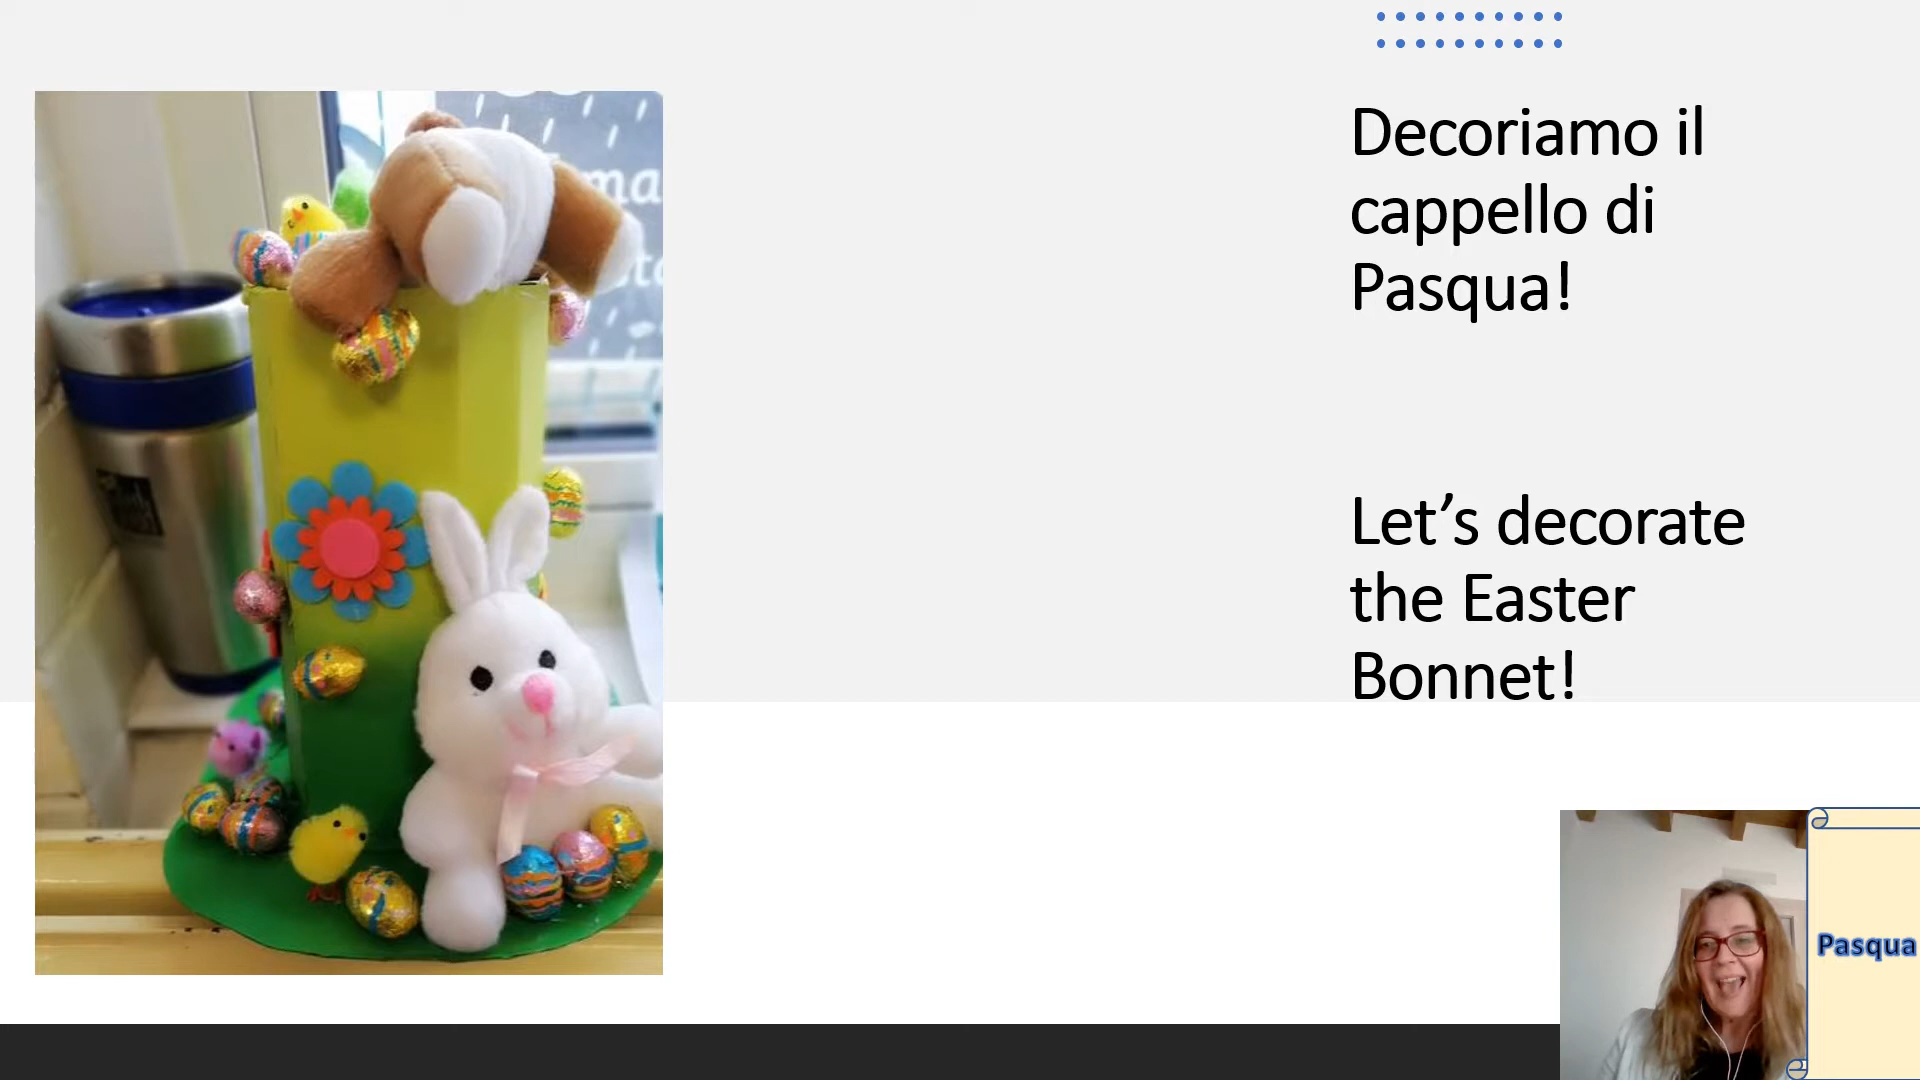 Decoriamo il
cappello di
Pasqua!
Let's decorate
the Easter
Bonnet!
Pasqua